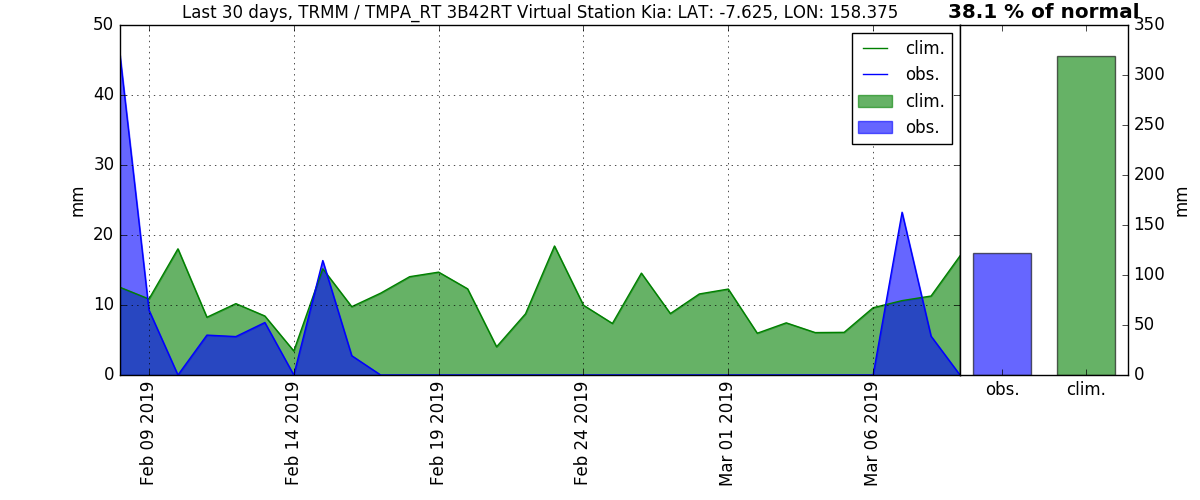 Last 30 days, TRMM / TMPA_RT 3B42RT Virtual Station Kia: LAT: -7.625, LON: 158.375
38.1 % of normal
50
40
30
20
10
0
mm
clim.
obs.
clim.
obs.
Feb 09 2019
Feb 14 2019
Feb 19 2019
Feb 24 2019
Mar 01 2019
Mar 06 2019
350
300
250
200
150
100
50
0
mm
obs.
clim.